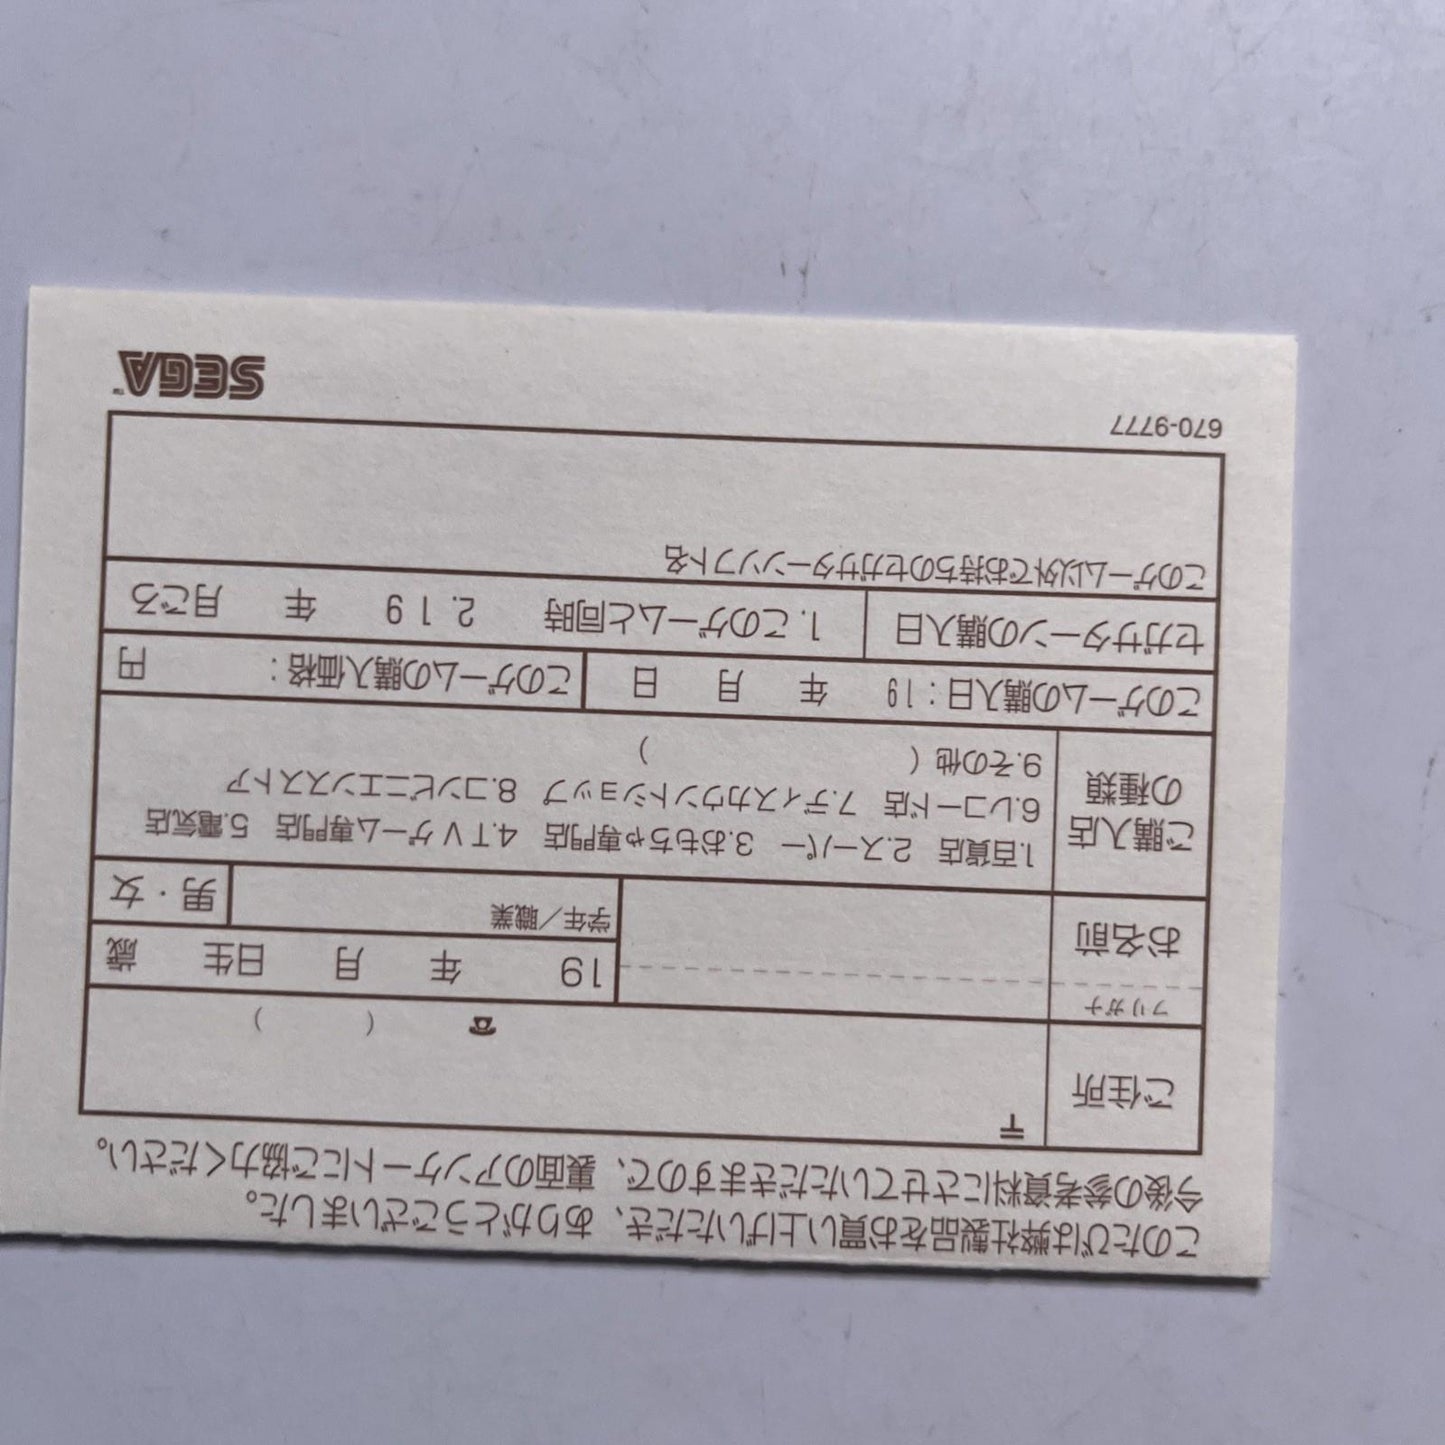 このたびは弊社製品をお買い上げいただき、ありがとうございました。
今後の参考資料にさせていただきますので、裏面のアンケートにご協力ください。
ご住所
〒
☎ ( )
フリガナ
お名前
19 年 月 日生 歳
学年／職業
男・女
ご購入店
の種類
1.百貨店 2.スーパー 3.おもちゃ専門店 4.TVゲーム専門店 5.電気店
6.レコード店 7.ディスカウントショップ 8.コンビニエンスストア
9.その他 ( )
このゲームの購入日：19 年 月 日
このゲームの購入価格： 円
セガサターンの購入日
1.このゲームと同時 2.19 年 月ごろ
このゲーム以外でお持ちのセガサターンソフト名
670-9777
SEGA™